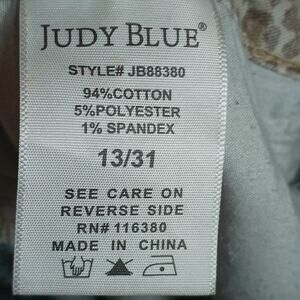 JUDY BLUE®
STYLE# JB88380
94%COTTON
5%POLYESTER
1% SPANDEX
13/31
SEE CARE ON
REVERSE SIDE
RN# 116380
MADE IN CHINA